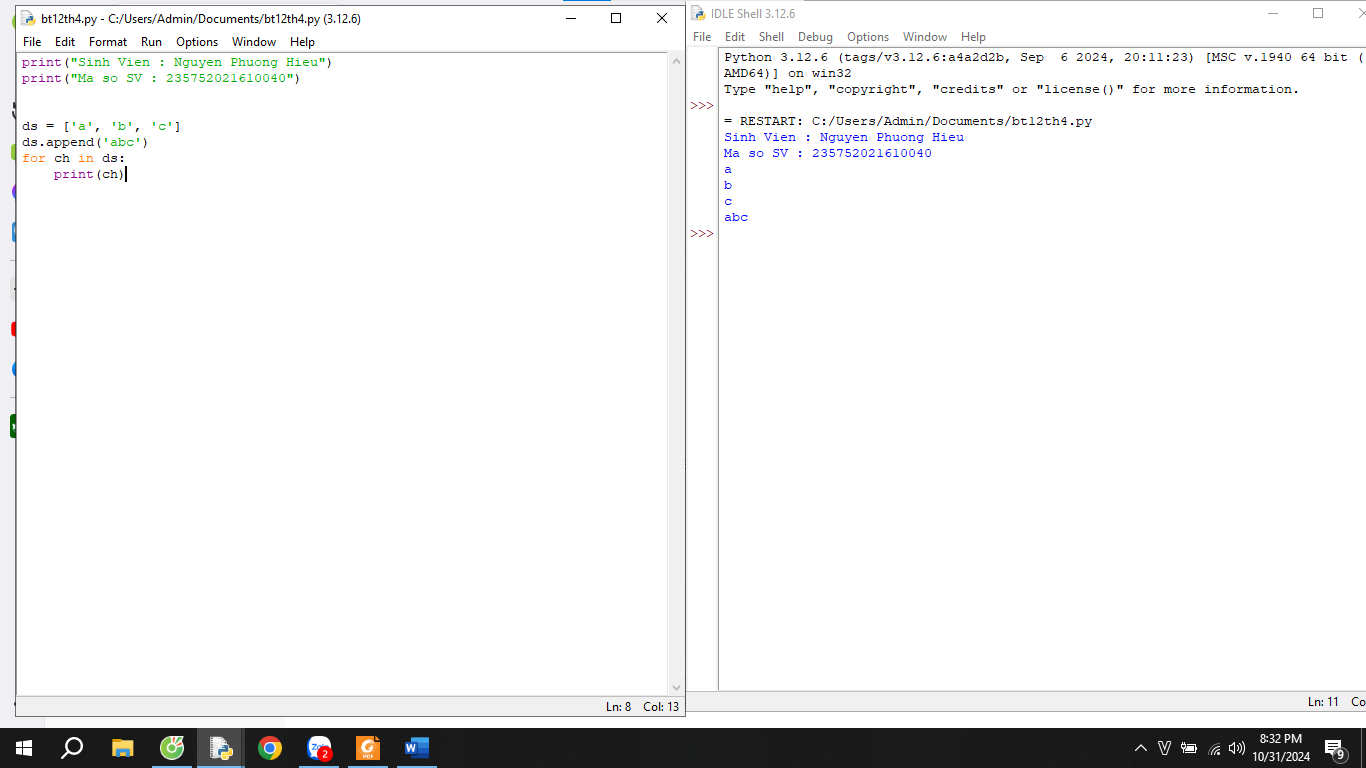 bt12th4.py - C:/Users/Admin/Documents/bt12th4.py (3.12.6)
File Edit Format Run Options Window Help
print("Sinh Vien : Nguyen Phuong Hieu")
print("Ma so SV : 235752021610040")
ds = ['a', 'b', 'c']
ds.append('abc')
for ch in ds:
    print(ch)
Ln: 8 Col: 13
IDLE Shell 3.12.6
File Edit Shell Debug Options Window Help
Python 3.12.6 (tags/v3.12.6:a4a2d2b, Sep  6 2024, 20:11:23) [MSC v.1940 64 bit (
AMD64)] on win32
Type "help", "copyright", "credits" or "license()" for more information.
>>>
= RESTART: C:/Users/Admin/Documents/bt12th4.py
Sinh Vien : Nguyen Phuong Hieu
Ma so SV : 235752021610040
a
b
c
abc
>>>
Ln: 11 Co
Zalo
2
PDF
W
V
8:32 PM
10/31/2024
9